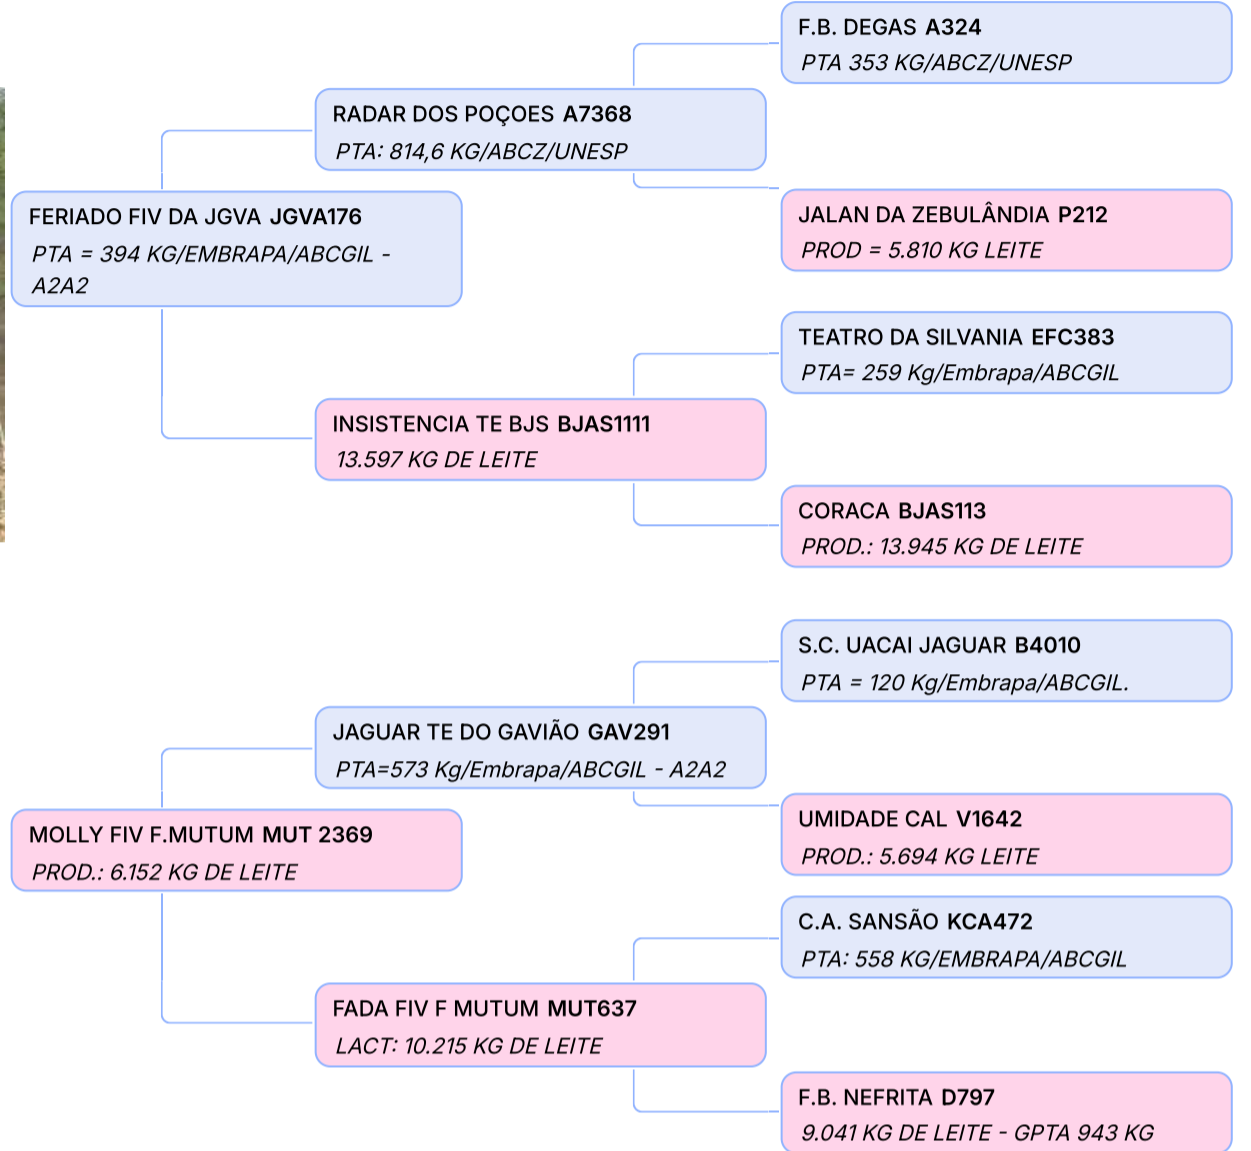 F.B. DEGAS A324
PTA 353 KG/ABCZ/UNESP
RADAR DOS POÇOES A7368
PTA: 814,6 KG/ABCZ/UNESP
JALAN DA ZEBULÂNDIA P212
PROD = 5.810 KG LEITE
FERIADO FIV DA JGVA JGVA176
PTA = 394 KG/EMBRAPA/ABCGIL -
A2A2
TEATRO DA SILVANIA EFC383
PTA= 259 Kg/Embrapa/ABCGIL
INSISTENCIA TE BJS BJAS1111
13.597 KG DE LEITE
CORACA BJAS113
PROD.: 13.945 KG DE LEITE
S.C. UACAI JAGUAR B4010
PTA = 120 Kg/Embrapa/ABCGIL.
JAGUAR TE DO GAVIÃO GAV291
PTA=573 Kg/Embrapa/ABCGIL - A2A2
UMIDADE CAL V1642
PROD.: 5.694 KG LEITE
MOLLY FIV F.MUTUM MUT 2369
PROD.: 6.152 KG DE LEITE
C.A. SANSÃO KCA472
PTA: 558 KG/EMBRAPA/ABCGIL
FADA FIV F MUTUM MUT637
LACT: 10.215 KG DE LEITE
F.B. NEFRITA D797
9.041 KG DE LEITE - GPTA 943 KG